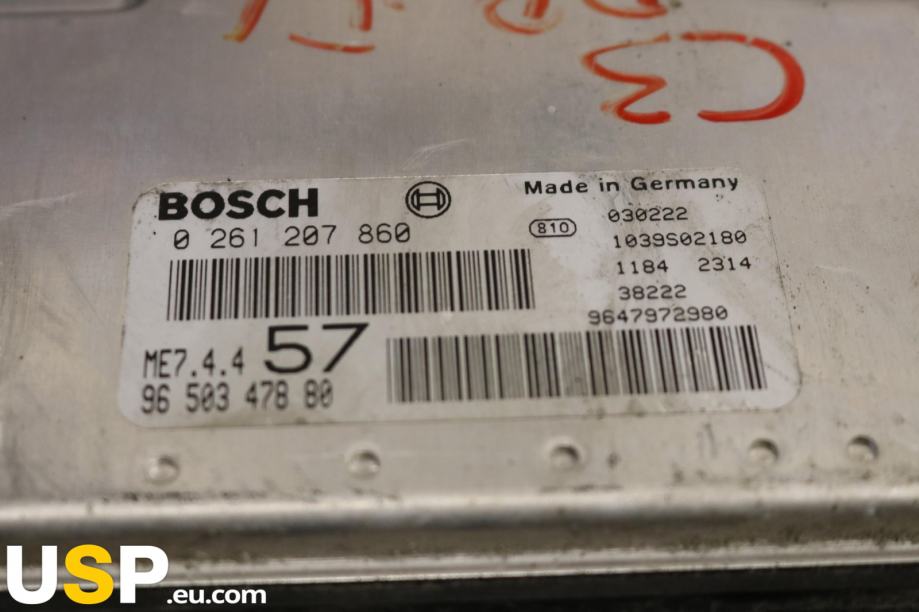 C3
BOSCH
Made in Germany
0 261 207 860
810
030222
1039S02180
1184 2314
38222
9647972980
ME7.4.4 57
96 503 478 80
USP.eu.com